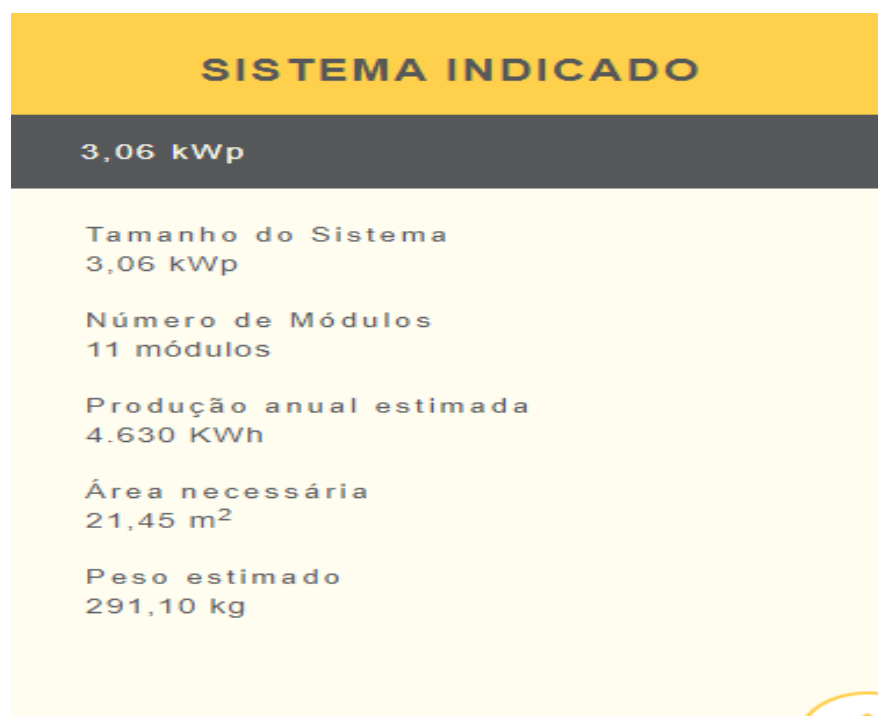 SISTEMA INDICADO
3,06 kWp
Tamanho do Sistema
3,06 kWp
Número de Módulos
11 módulos
Produção anual estimada
4.630 KWh
Área necessária
21,45 m²
Peso estimado
291,10 kg